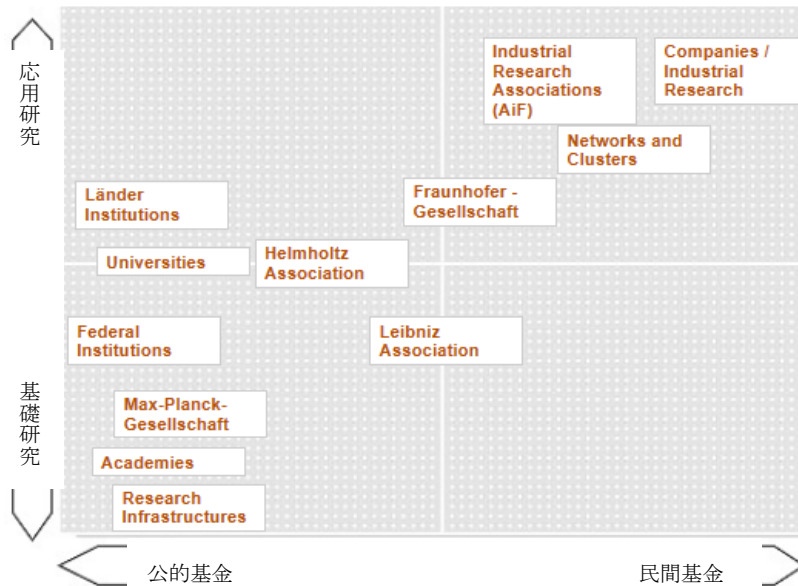 応用研究
Industrial
Research
Associations
(AiF)
Companies /
Industrial
Research
Networks and
Clusters
Länder
Institutions
Fraunhofer -
Gesellschaft
Universities
Helmholtz
Association
Federal
Institutions
Leibniz
Association
基礎研究
Max-Planck-
Gesellschaft
Academies
Research
Infrastructures
公的基金
民間基金